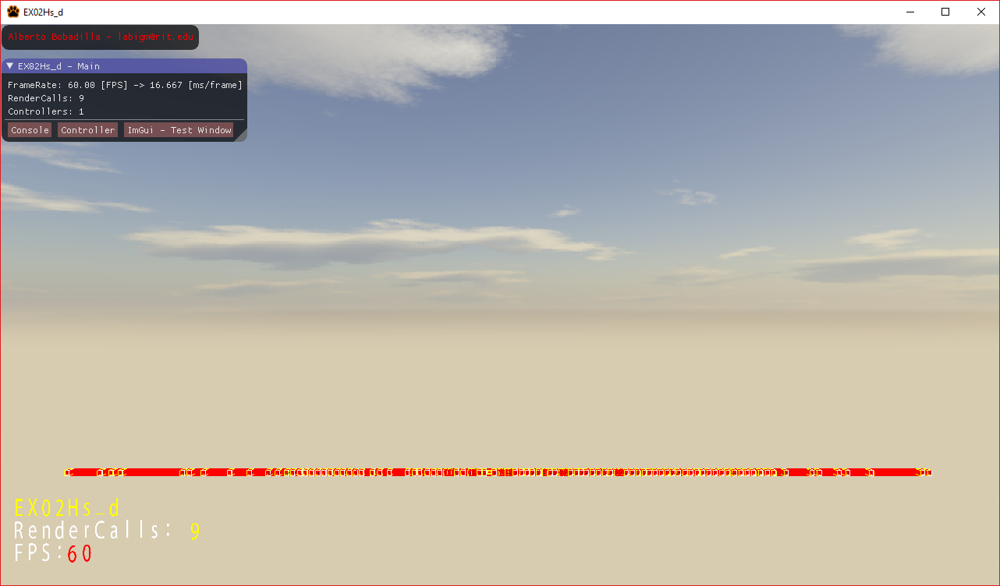 EX02Hs_d
Alberto Bobadilla - labigm@rit.edu
EX02Hs_d - Main
FrameRate: 60.00 [FPS] -> 16.667 [ms/frame]
RenderCalls: 9
Controllers: 1
Console Controller ImGui - Test Window
EX02Hs_d
RenderCalls: 9
FPS:60